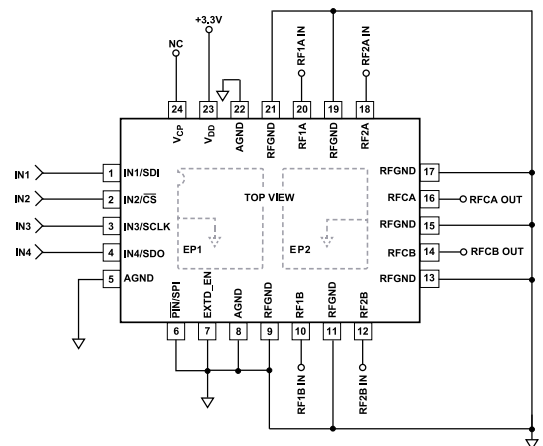 NC
+3.3V
RF1A IN
RF2A IN
24
23
22
21
20
19
18
VCP
VDD
AGND
RFGND
RF1A
RFGND
RF2A
IN1
1
IN1/SDI
IN2
2
IN2/C̅S̅
IN3
3
IN3/SCLK
IN4
4
IN4/SDO
5
AGND
TOP VIEW
EP1
EP2
RFGND
17
RFCA
16
RFCA OUT
RFGND
15
RFCB
14
RFCB OUT
RFGND
13
P̅I̅N̅/SPI
EXTD_EN
AGND
RFGND
RF1B
RFGND
RF2B
6
7
8
9
10
11
12
RF1B IN
RF2B IN